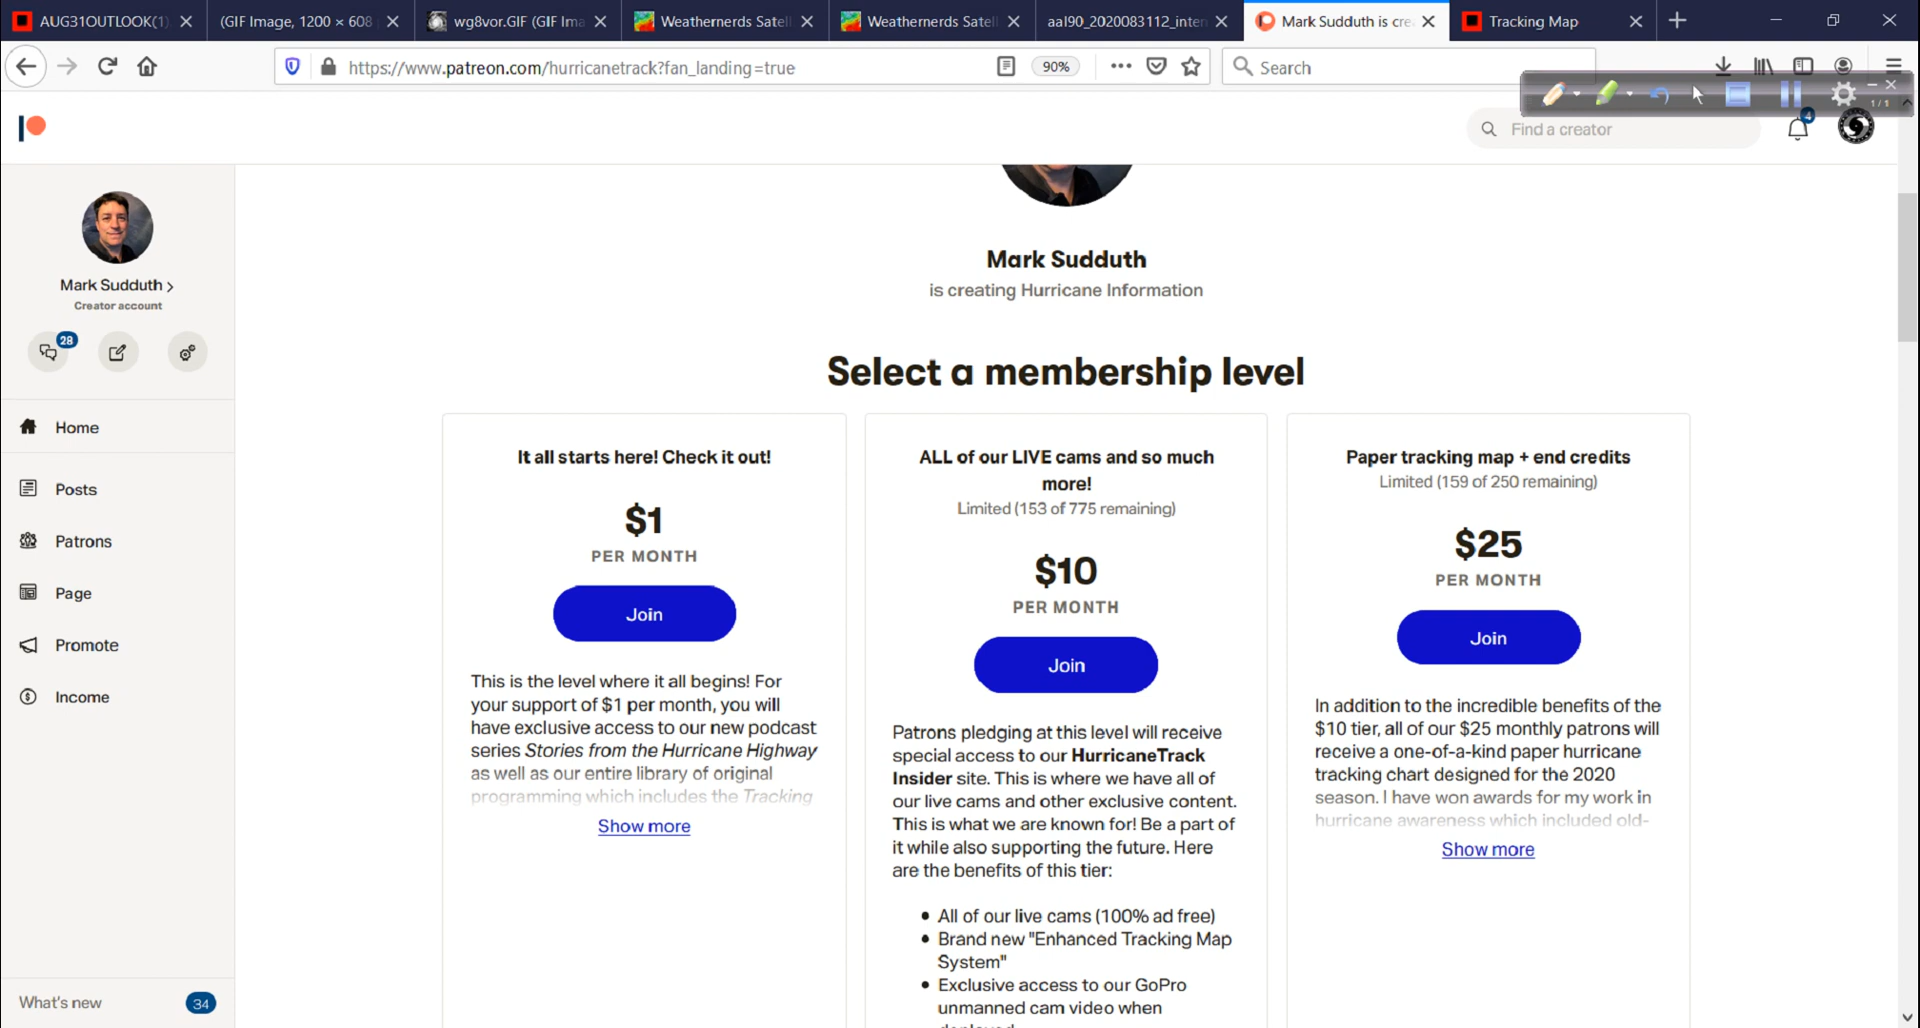 AUG31OUTLOOK(1)
(GIF Image, 1200 × 608
wg8vor.GIF (GIF Ima
Weathernerds Satell
Weathernerds Satell
aal90_2020083112_inten
Mark Sudduth is cre
Tracking Map
https://www.patreon.com/hurricanetrack?fan_landing=true
90%
Search
1/1
Find a creator
4
Mark Sudduth
Creator account
28
Home
Posts
Patrons
Page
Promote
Income
What's new
34
Mark Sudduth
is creating Hurricane Information
Select a membership level
It all starts here! Check it out!
$1
PER MONTH
Join
This is the level where it all begins! For
your support of $1 per month, you will
have exclusive access to our new podcast
series Stories from the Hurricane Highway
as well as our entire library of original
programming which includes the Tracking
Show more
ALL of our LIVE cams and so much
more!
Limited (153 of 775 remaining)
$10
PER MONTH
Join
Patrons pledging at this level will receive
special access to our HurricaneTrack
Insider site. This is where we have all of
our live cams and other exclusive content.
This is what we are known for! Be a part of
it while also supporting the future. Here
are the benefits of this tier:
All of our live cams (100% ad free)
Brand new "Enhanced Tracking Map
System"
Exclusive access to our GoPro
unmanned cam video when
deployed
Paper tracking map + end credits
Limited (159 of 250 remaining)
$25
PER MONTH
Join
In addition to the incredible benefits of the
$10 tier, all of our $25 monthly patrons will
receive a one-of-a-kind paper hurricane
tracking chart designed for the 2020
season. I have won awards for my work in
hurricane awareness which included old-
Show more